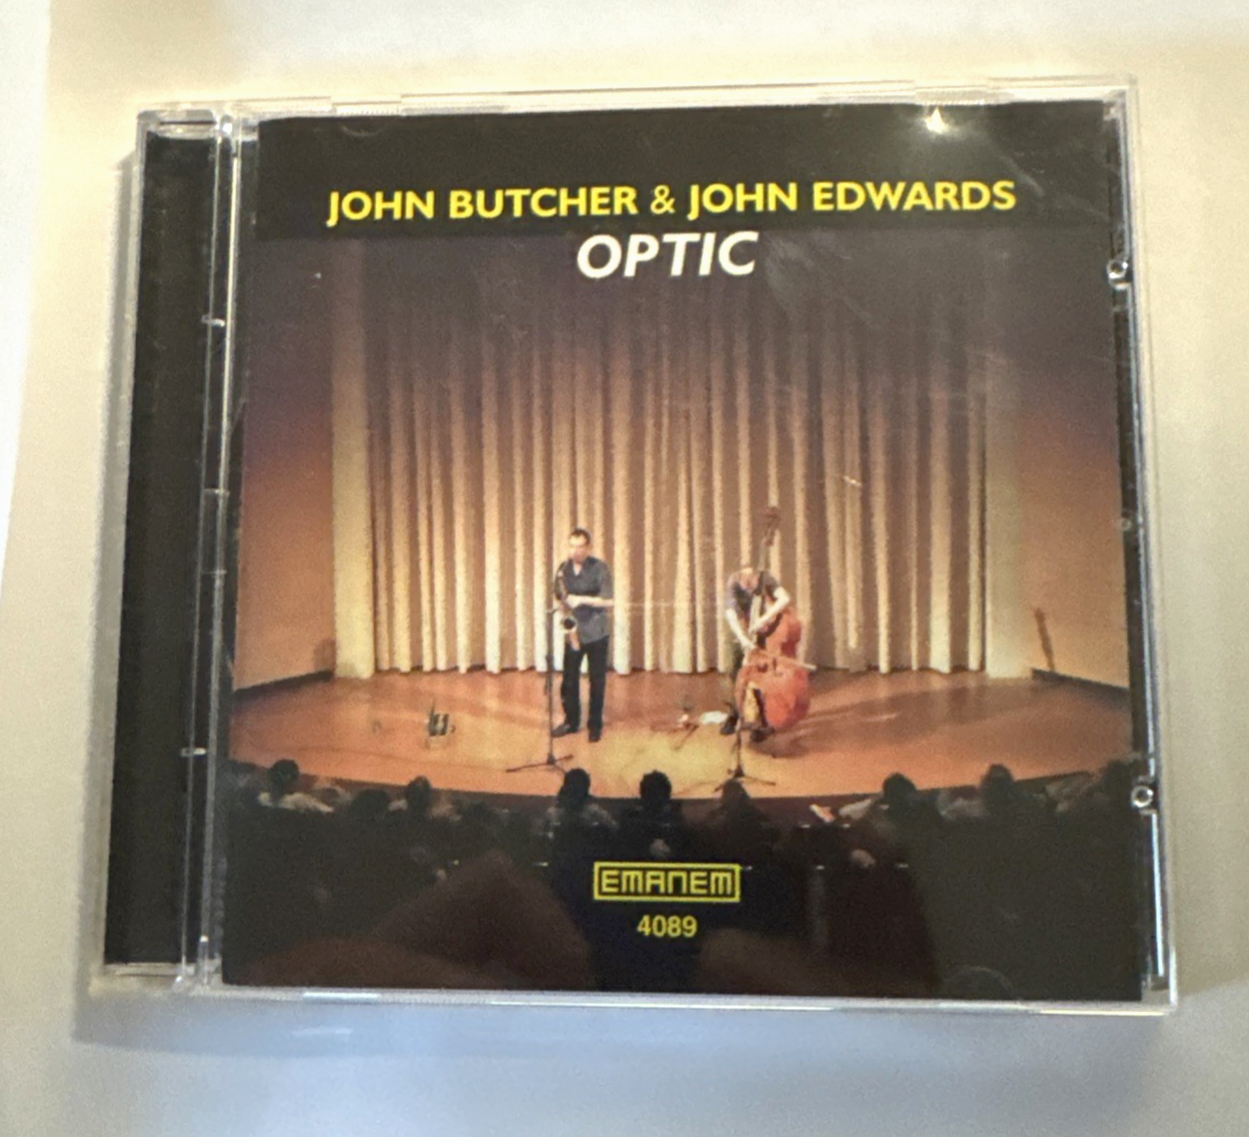 JOHN BUTCHER & JOHN EDWARDS
OPTIC
EMANEM
4089